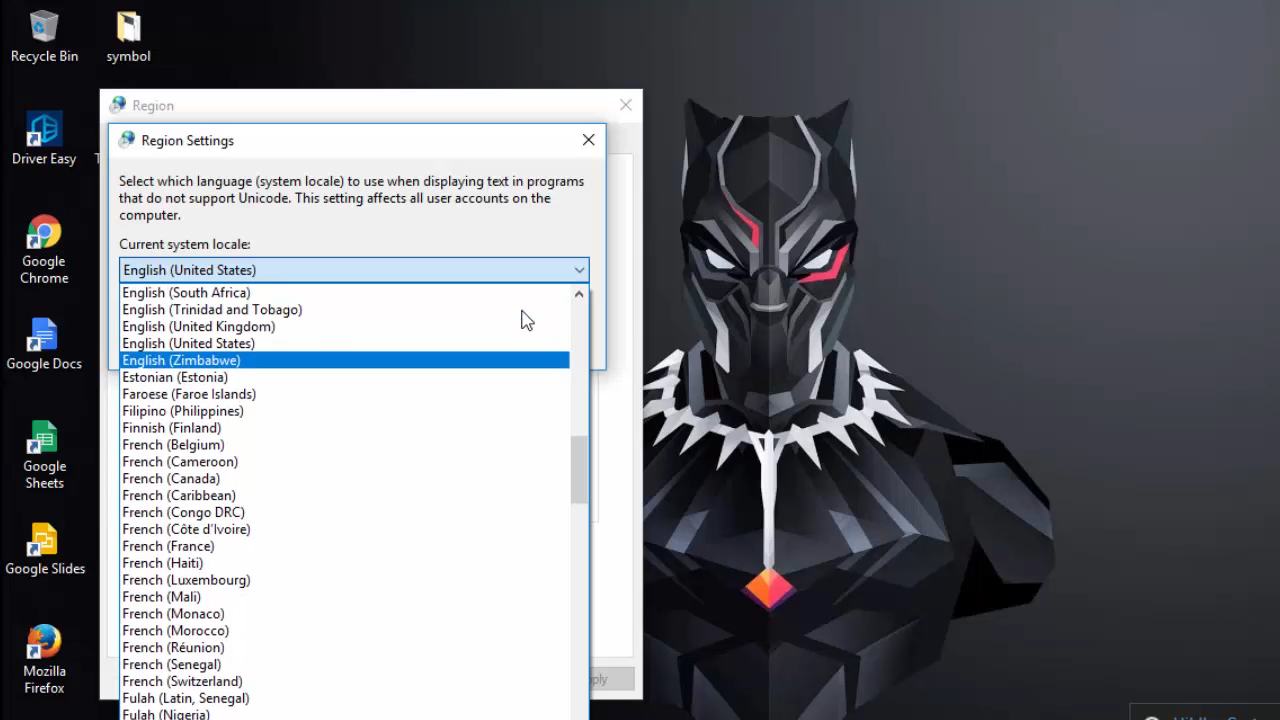 Recycle Bin
symbol
Driver Easy
T
Google
Chrome
Google Docs
Google
Sheets
Google Slides
Mozilla
Firefox
Region
Region Settings
Select which language (system locale) to use when displaying text in programs
that do not support Unicode. This setting affects all user accounts on the
computer.
Current system locale:
English (United States)
English (South Africa)
English (Trinidad and Tobago)
English (United Kingdom)
English (United States)
English (Zimbabwe)
Estonian (Estonia)
Faroese (Faroe Islands)
Filipino (Philippines)
Finnish (Finland)
French (Belgium)
French (Cameroon)
French (Canada)
French (Caribbean)
French (Congo DRC)
French (Côte d'Ivoire)
French (France)
French (Haiti)
French (Luxembourg)
French (Mali)
French (Monaco)
French (Morocco)
French (Réunion)
French (Senegal)
French (Switzerland)
Fulah (Latin, Senegal)
Fulah (Nigeria)
pply